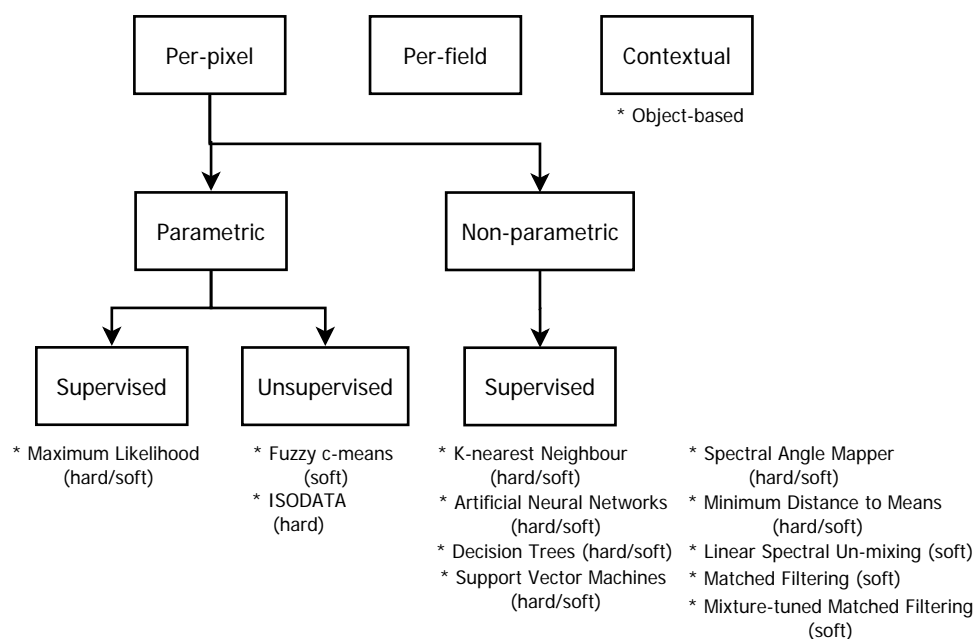 Per-pixel
Per-field
Contextual
* Object-based
Parametric
Non-parametric
Supervised
Unsupervised
Supervised
* Maximum Likelihood
(hard/soft)
* Fuzzy c-means
(soft)
* ISODATA
(hard)
* K-nearest Neighbour
(hard/soft)
* Artificial Neural Networks
(hard/soft)
* Decision Trees (hard/soft)
* Support Vector Machines
(hard/soft)
* Spectral Angle Mapper
(hard/soft)
* Minimum Distance to Means
(hard/soft)
* Linear Spectral Un-mixing (soft)
* Matched Filtering (soft)
* Mixture-tuned Matched Filtering
(soft)